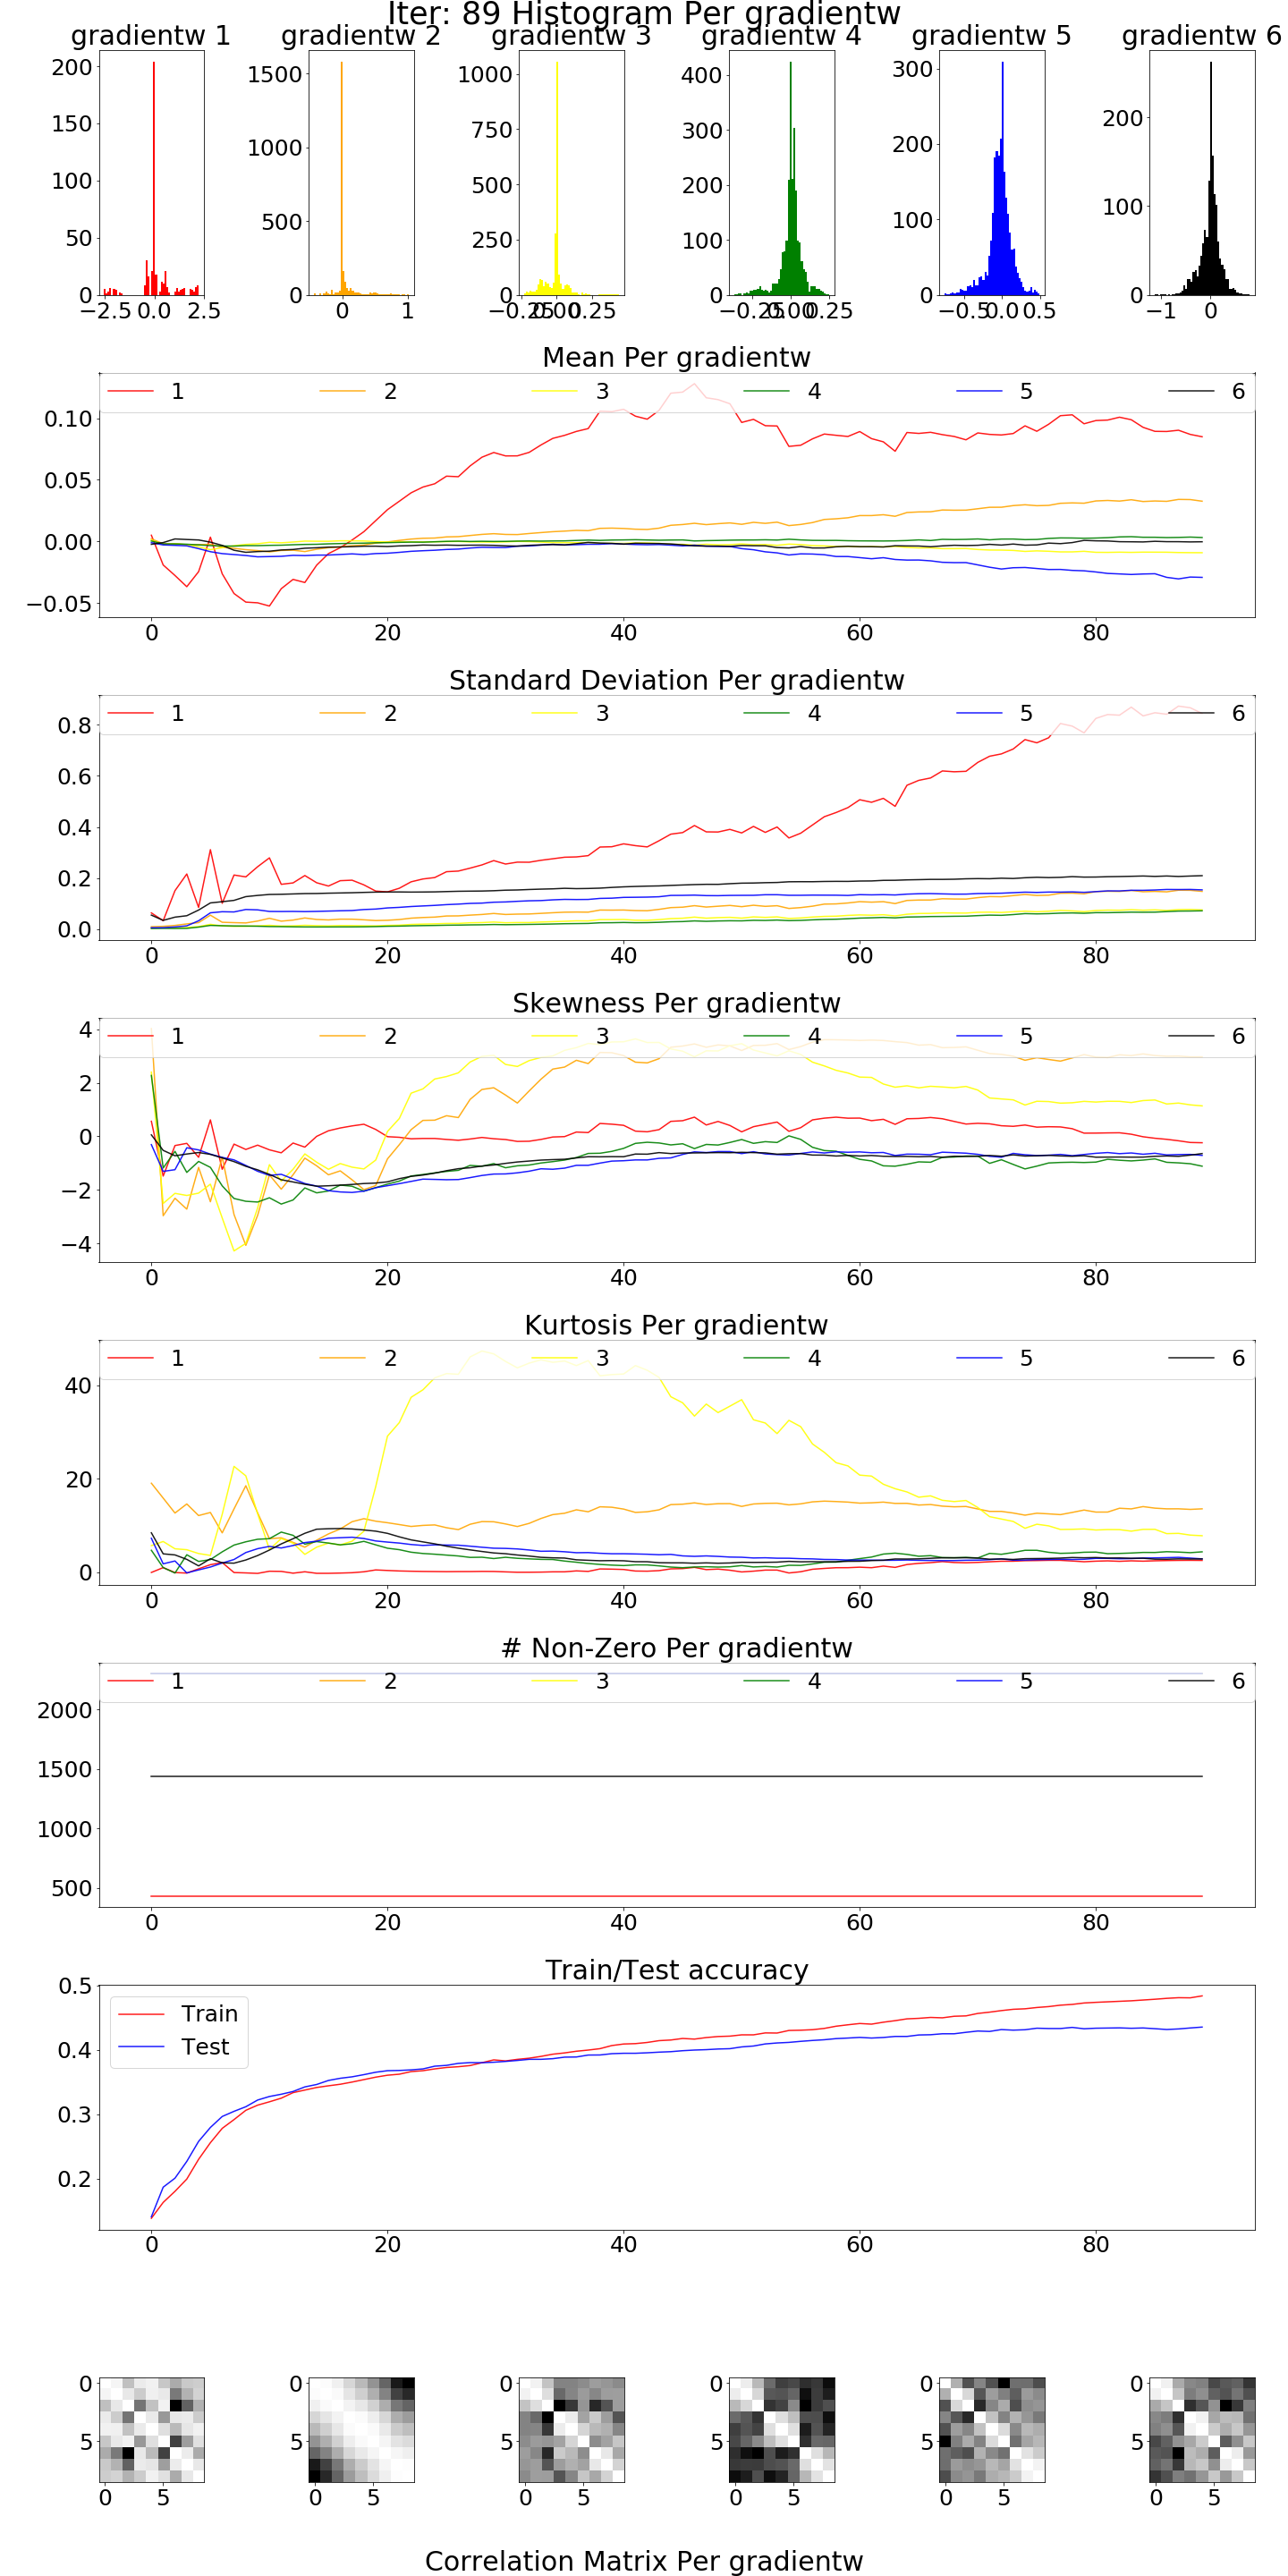 Iter: 89 Histogram Per gradientw
gradientw 1 gradientw 2 gradientw 3 gradientw 4 gradientw 5 gradientw 6
200 150 100 50 0
−2.5 0.0 2.5
1500 1000 500 0
0 1
1000 750 500 250 0
−0.25 0.00 0.25
400 300 200 100 0
−0.25 0.00 0.25
300 200 100 0
−0.5 0.0 0.5
200 100 0
−1 0
Mean Per gradientw
1 2 3 4 5 6
0.10
0.05
0.00
−0.05
0 20 40 60 80
Standard Deviation Per gradientw
1 2 3 4 5 6
0.8
0.6
0.4
0.2
0.0
0 20 40 60 80
Skewness Per gradientw
1 2 3 4 5 6
4
2
0
−2
−4
0 20 40 60 80
Kurtosis Per gradientw
1 2 3 4 5 6
40
20
0
0 20 40 60 80
# Non-Zero Per gradientw
1 2 3 4 5 6
2000
1500
1000
500
0 20 40 60 80
Train/Test accuracy
0.5
Train
Test
0.4
0.3
0.2
0 20 40 60 80
0 0 0 0 0 0
5 5 5 5 5 5
0 5 0 5 0 5 0 5 0 5 0 5
Correlation Matrix Per gradientw